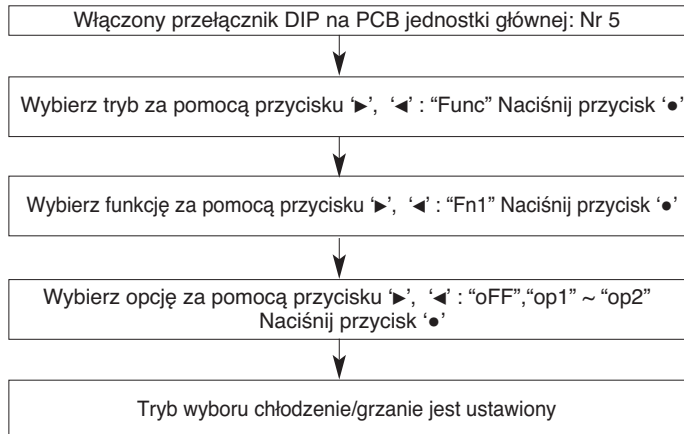 Włączony przełącznik DIP na PCB jednostki głównej: Nr 5
Wybierz tryb za pomocą przycisku ‘►’, ‘◄’ : “Func” Naciśnij przycisk ‘●’
Wybierz funkcję za pomocą przycisku ‘►’, ‘◄’ : “Fn1” Naciśnij przycisk ‘●’
Wybierz opcję za pomocą przycisku ‘►’, ‘◄’ : “oFF”,“op1” ~ “op2”
Naciśnij przycisk ‘●’
Tryb wyboru chłodzenie/grzanie jest ustawiony